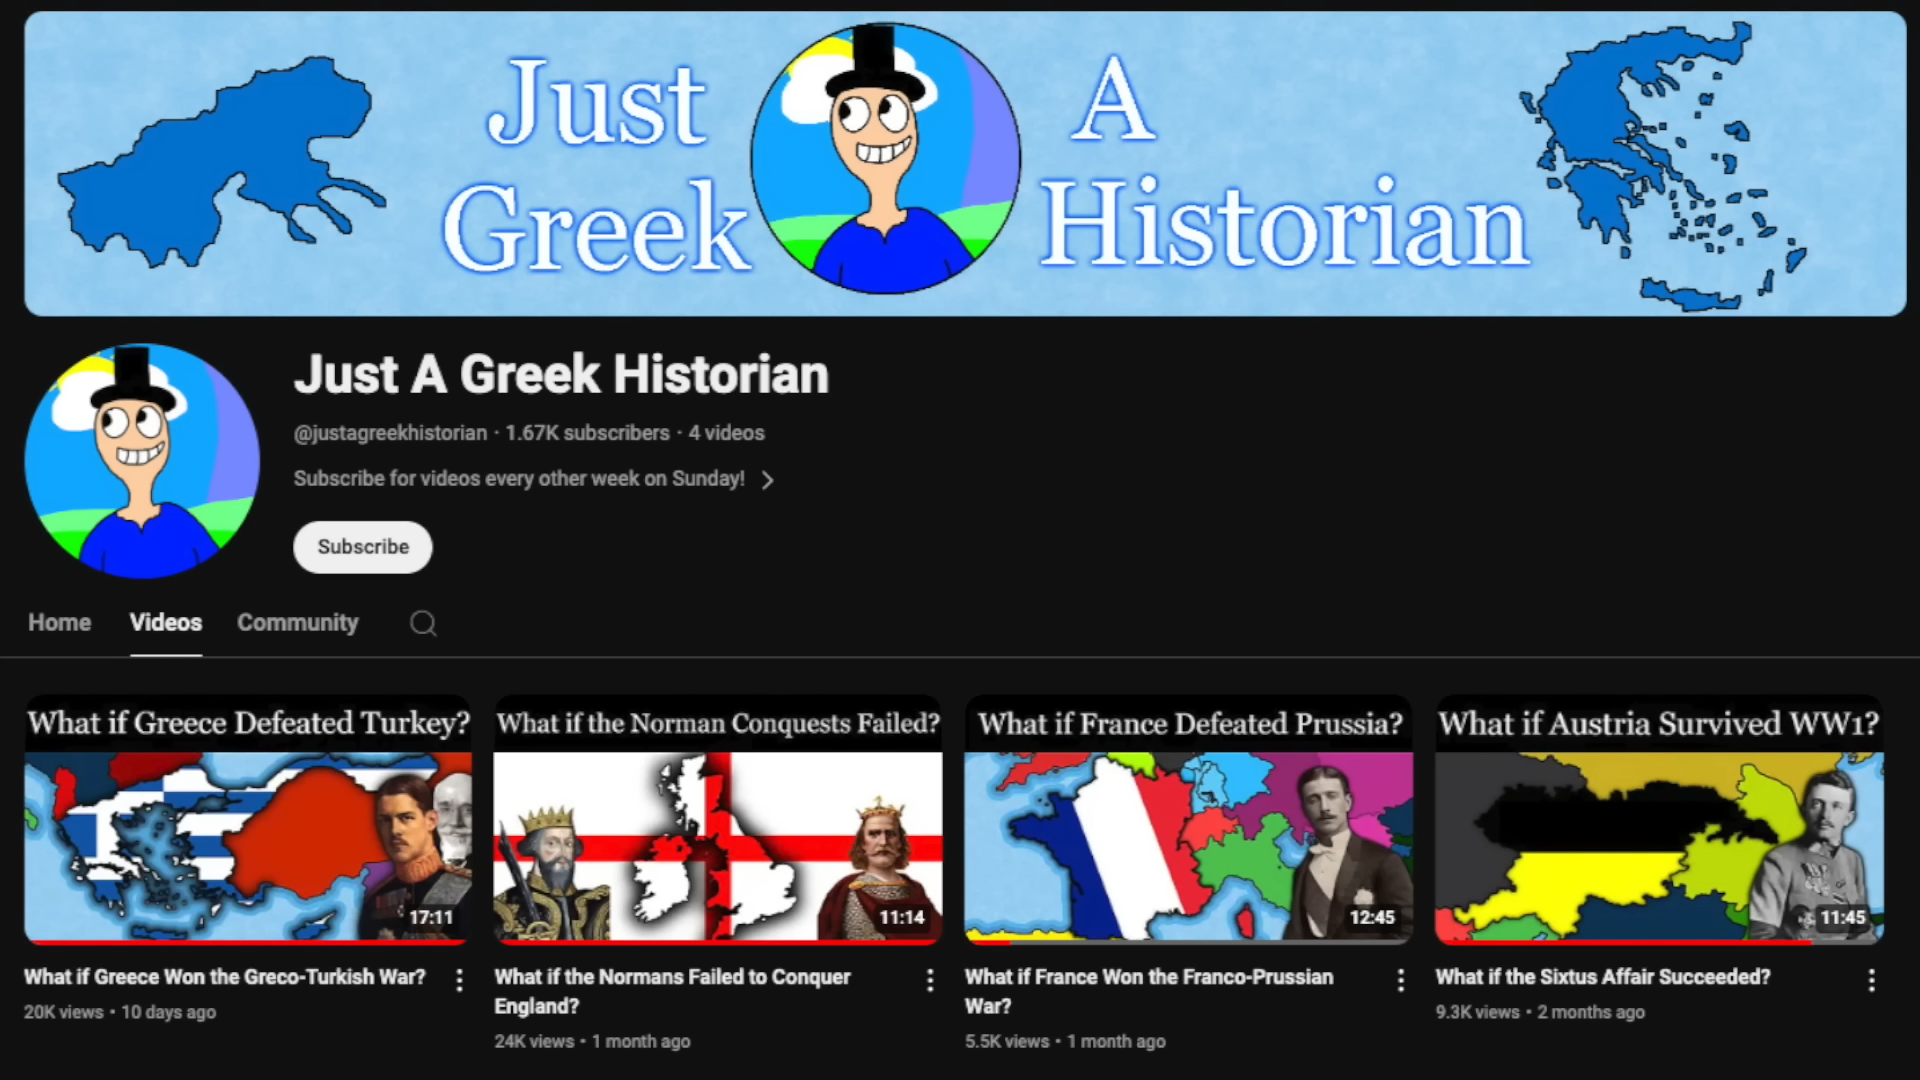 Just A
Greek Historian
Just A Greek Historian
@justagreekhistorian · 1.67K subscribers · 4 videos
Subscribe for videos every other week on Sunday!
Subscribe
Home Videos Community
What if Greece Defeated Turkey?
17:11
What if Greece Won the Greco-Turkish War?
20K views · 10 days ago
What if the Norman Conquests Failed?
11:14
What if the Normans Failed to Conquer
England?
24K views · 1 month ago
What if France Defeated Prussia?
12:45
What if France Won the Franco-Prussian
War?
5.5K views · 1 month ago
What if Austria Survived WW1?
11:45
What if the Sixtus Affair Succeeded?
9.3K views · 2 months ago